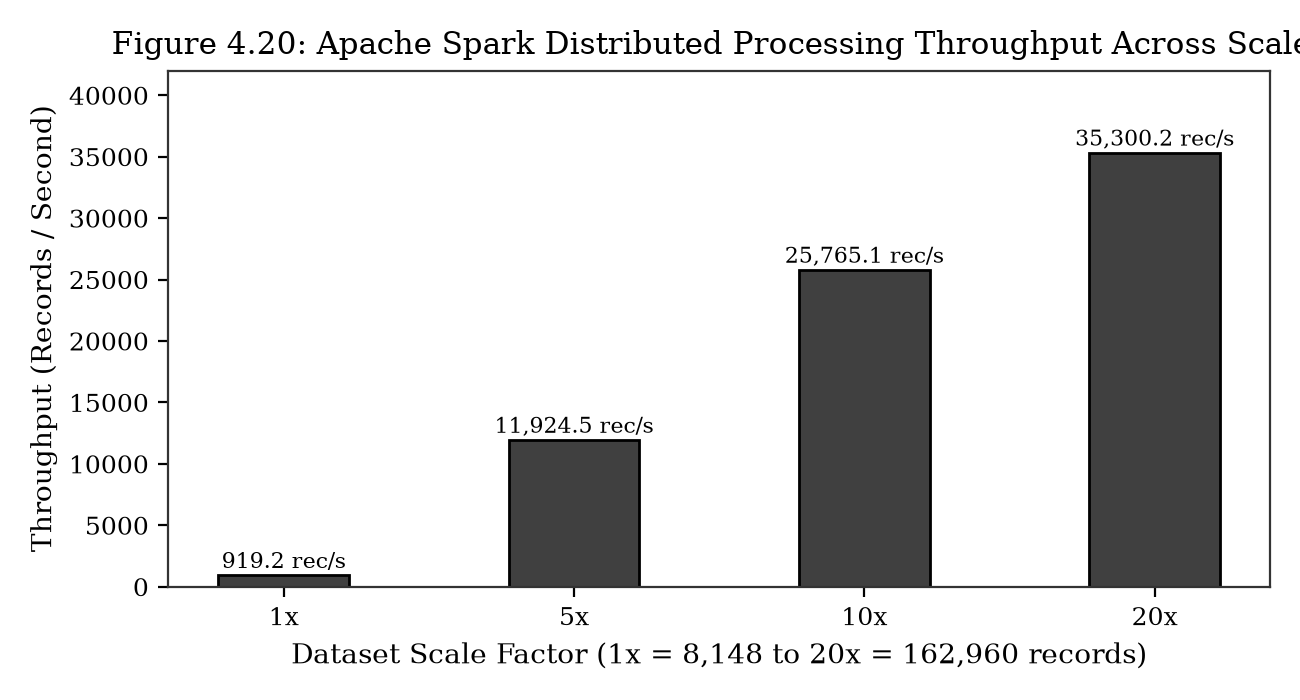 Figure 4.20: Apache Spark Distributed Processing Throughput Across Scale
Throughput (Records / Second)
40000
35000
30000
25000
20000
15000
10000
5000
0
919.2 rec/s
11,924.5 rec/s
25,765.1 rec/s
35,300.2 rec/s
1x
5x
10x
20x
Dataset Scale Factor (1x = 8,148 to 20x = 162,960 records)